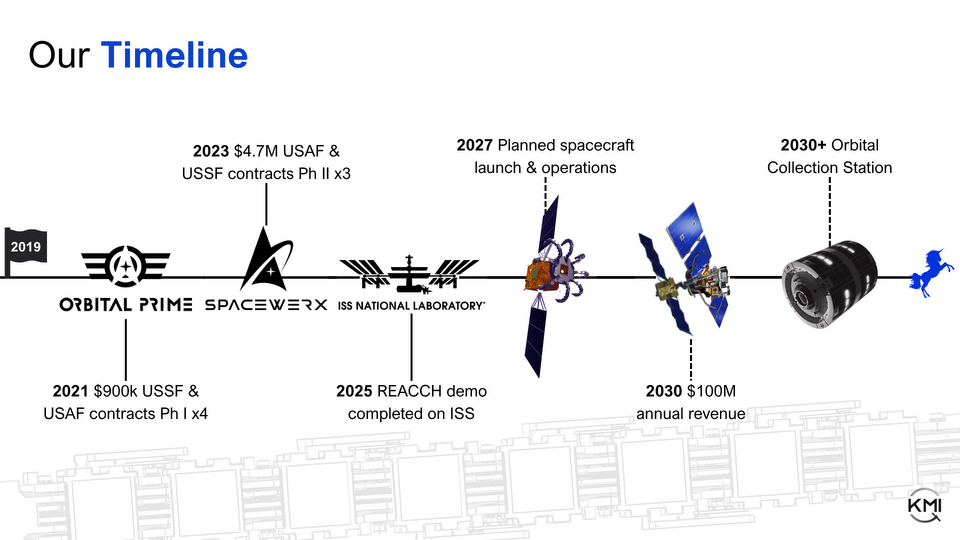 Our Timeline
2023 $4.7M USAF &
USSF contracts Ph II x3
2027 Planned spacecraft
launch & operations
2030+ Orbital
Collection Station
2019
ORBITAL PRIME
SPACEWERX
ISS NATIONAL LABORATORY
2021 $900k USSF &
USAF contracts Ph I x4
2025 REACCH demo
completed on ISS
2030 $100M
annual revenue
KMI